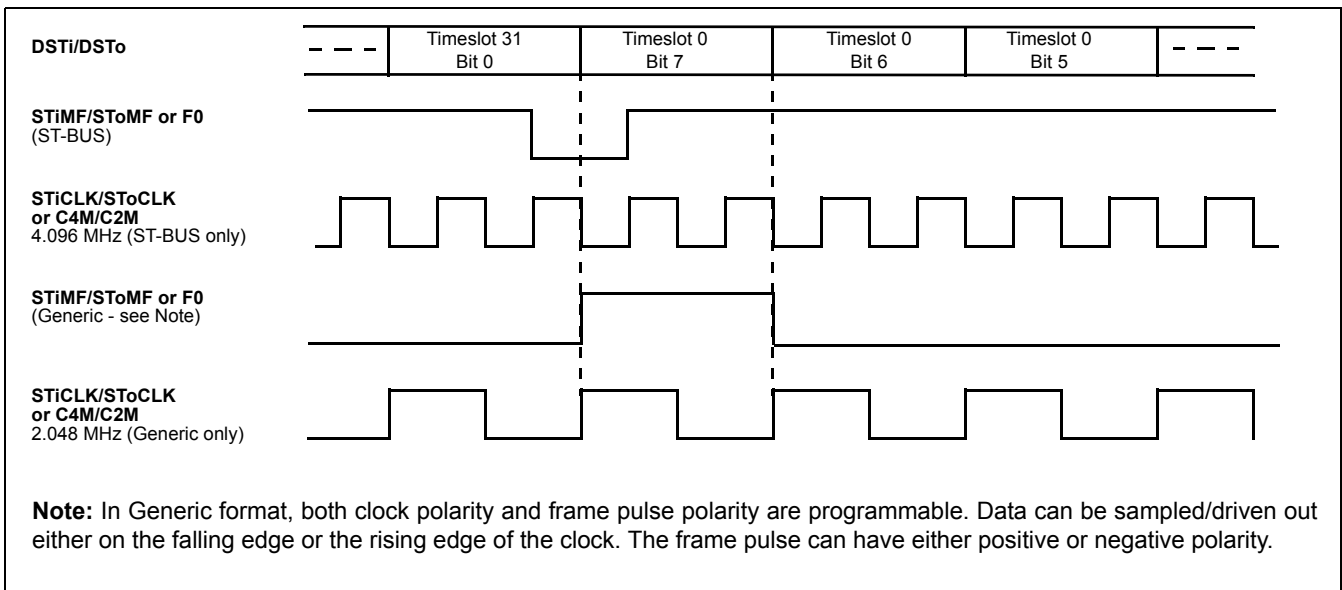 DSTi/DSTo
Timeslot 31
Bit 0
Timeslot 0
Bit 7
Timeslot 0
Bit 6
Timeslot 0
Bit 5
STiMF/SToMF or F0
(ST-BUS)
STiCLK/SToCLK
or C4M/C2M
4.096 MHz (ST-BUS only)
STiMF/SToMF or F0
(Generic - see Note)
STiCLK/SToCLK
or C4M/C2M
2.048 MHz (Generic only)
Note: In Generic format, both clock polarity and frame pulse polarity are programmable. Data can be sampled/driven out
either on the falling edge or the rising edge of the clock. The frame pulse can have either positive or negative polarity.